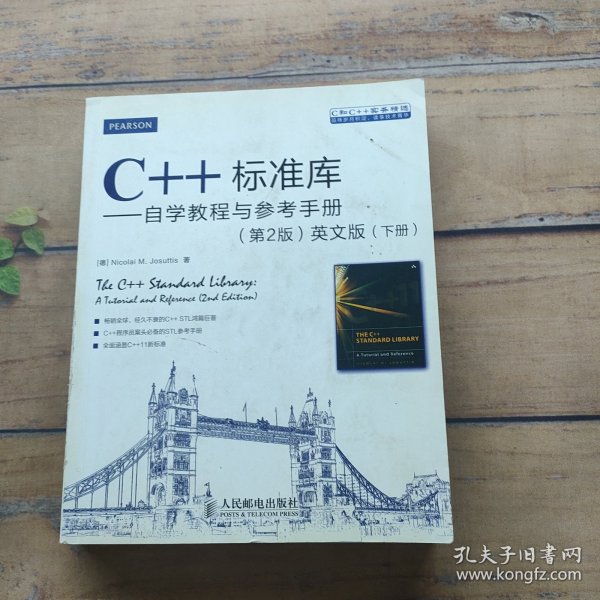 PEARSON
C和C++实务精选
C++ 标准库
——自学教程与参考手册
（第2版）英文版（下册）
[德] Nicolai M. Josuttis 著
The C++ Standard Library:
A Tutorial and Reference (2nd Edition)
畅销全球、经久不衰的C++ STL鸿篇巨著
C++程序员案头必备的STL参考手册
全面涵盖C++11新标准
THE C++
STANDARD LIBRARY
A Tutorial and Reference
NICOLAI M. JOSUTTIS
人民邮电出版社
POSTS & TELECOM PRESS
孔夫子旧书网
www.kongfz.com